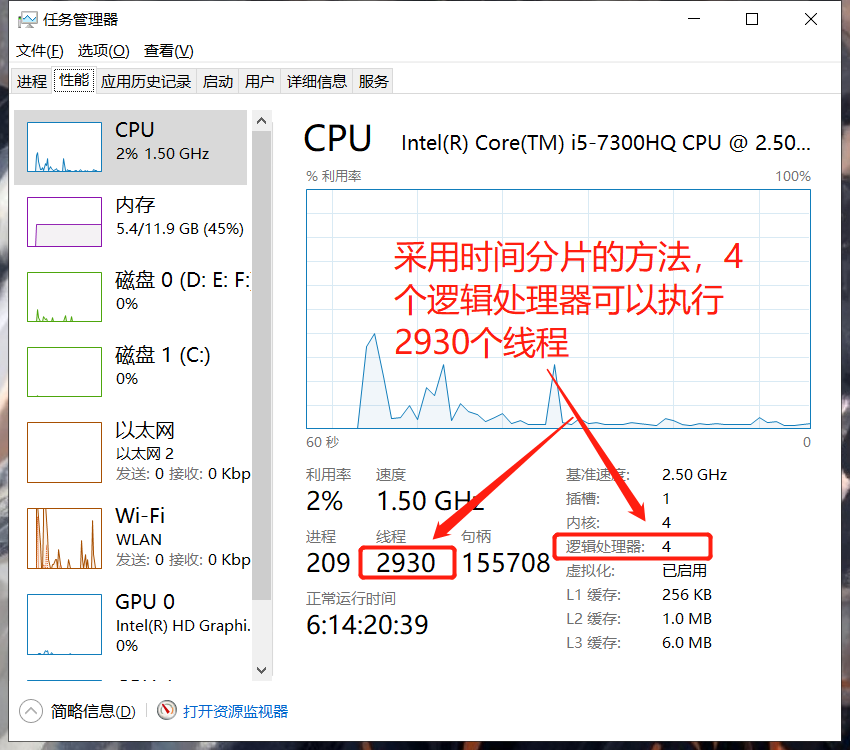 任务管理器
文件(F) 选项(O) 查看(V)
进程 性能 应用历史记录 启动 用户 详细信息 服务
CPU
2% 1.50 GHz
内存
5.4/11.9 GB (45%)
磁盘 0 (D: E: F:
0%
磁盘 1 (C:)
0%
以太网
以太网 2
发送: 0 接收: 0 Kbp
Wi-Fi
WLAN
发送: 0 接收: 0 Kbp
GPU 0
Intel(R) HD Graphi.
0%
CPU Intel(R) Core(TM) i5-7300HQ CPU @ 2.50...
% 利用率 100%
采用时间分片的方法，4
个逻辑处理器可以执行
2930个线程
60 秒 0
利用率 速度
2% 1.50 GHz
进程 线程 句柄
209 2930 155708
正常运行时间
6:14:20:39
基准速度: 2.50 GHz
插槽: 1
内核: 4
逻辑处理器: 4
虚拟化: 已启用
L1 缓存: 256 KB
L2 缓存: 1.0 MB
L3 缓存: 6.0 MB
简略信息(D) 打开资源监视器